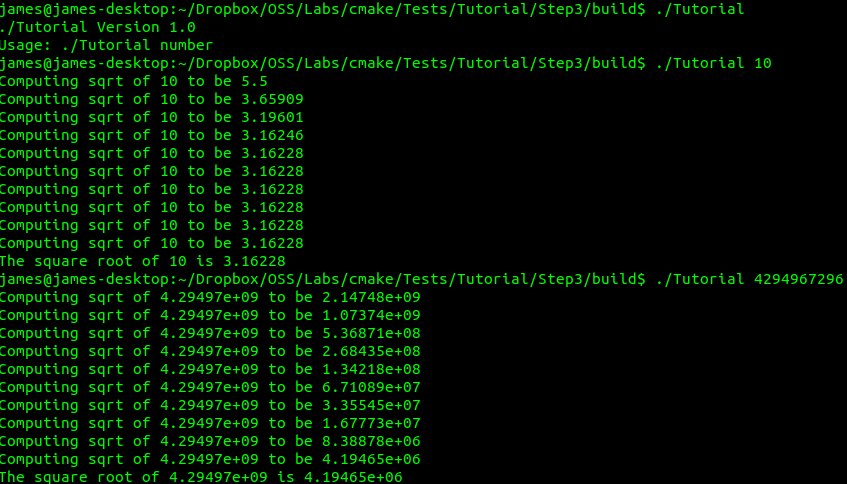 james@james-desktop:~/Dropbox/OSS/Labs/cmake/Tests/Tutorial/Step3/build$ ./Tutorial
./Tutorial Version 1.0
Usage: ./Tutorial number
james@james-desktop:~/Dropbox/OSS/Labs/cmake/Tests/Tutorial/Step3/build$ ./Tutorial 10
Computing sqrt of 10 to be 5.5
Computing sqrt of 10 to be 3.65909
Computing sqrt of 10 to be 3.19601
Computing sqrt of 10 to be 3.16246
Computing sqrt of 10 to be 3.16228
Computing sqrt of 10 to be 3.16228
Computing sqrt of 10 to be 3.16228
Computing sqrt of 10 to be 3.16228
Computing sqrt of 10 to be 3.16228
Computing sqrt of 10 to be 3.16228
The square root of 10 is 3.16228
james@james-desktop:~/Dropbox/OSS/Labs/cmake/Tests/Tutorial/Step3/build$ ./Tutorial 4294967296
Computing sqrt of 4.29497e+09 to be 2.14748e+09
Computing sqrt of 4.29497e+09 to be 1.07374e+09
Computing sqrt of 4.29497e+09 to be 5.36871e+08
Computing sqrt of 4.29497e+09 to be 2.68435e+08
Computing sqrt of 4.29497e+09 to be 1.34218e+08
Computing sqrt of 4.29497e+09 to be 6.71089e+07
Computing sqrt of 4.29497e+09 to be 3.35545e+07
Computing sqrt of 4.29497e+09 to be 1.67773e+07
Computing sqrt of 4.29497e+09 to be 8.38878e+06
Computing sqrt of 4.29497e+09 to be 4.19465e+06
The square root of 4.29497e+09 is 4.19465e+06